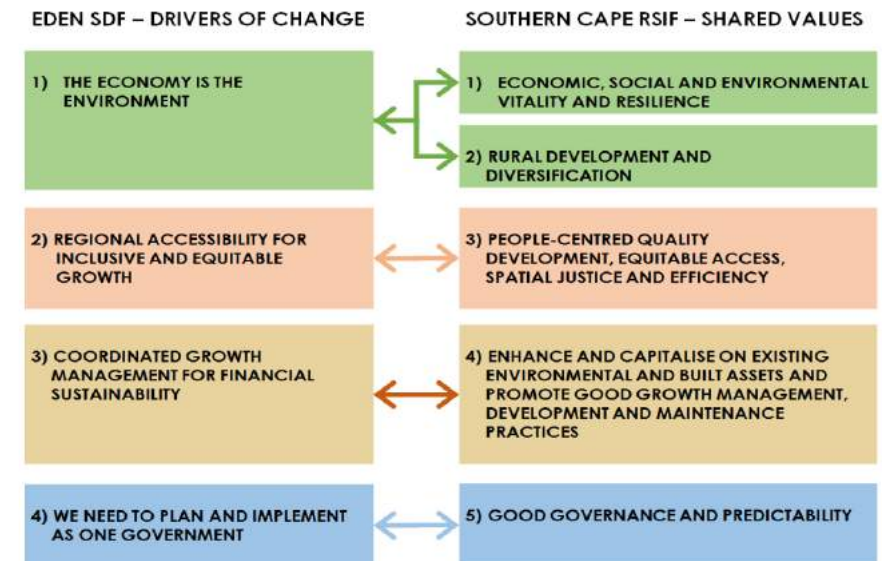 EDEN SDF – DRIVERS OF CHANGE
SOUTHERN CAPE RSIF – SHARED VALUES
1) THE ECONOMY IS THE
ENVIRONMENT
1) ECONOMIC, SOCIAL AND ENVIRONMENTAL
VITALITY AND RESILIENCE
2) RURAL DEVELOPMENT AND
DIVERSIFICATION
2) REGIONAL ACCESSIBILITY FOR
INCLUSIVE AND EQUITABLE
GROWTH
3) PEOPLE-CENTRED QUALITY
DEVELOPMENT, EQUITABLE ACCESS,
SPATIAL JUSTICE AND EFFICIENCY
3) COORDINATED GROWTH
MANAGEMENT FOR FINANCIAL
SUSTAINABILITY
4) ENHANCE AND CAPITALISE ON EXISTING
ENVIRONMENTAL AND BUILT ASSETS AND
PROMOTE GOOD GROWTH MANAGEMENT,
DEVELOPMENT AND MAINTENANCE
PRACTICES
4) WE NEED TO PLAN AND IMPLEMENT
AS ONE GOVERNMENT
5) GOOD GOVERNANCE AND PREDICTABILITY